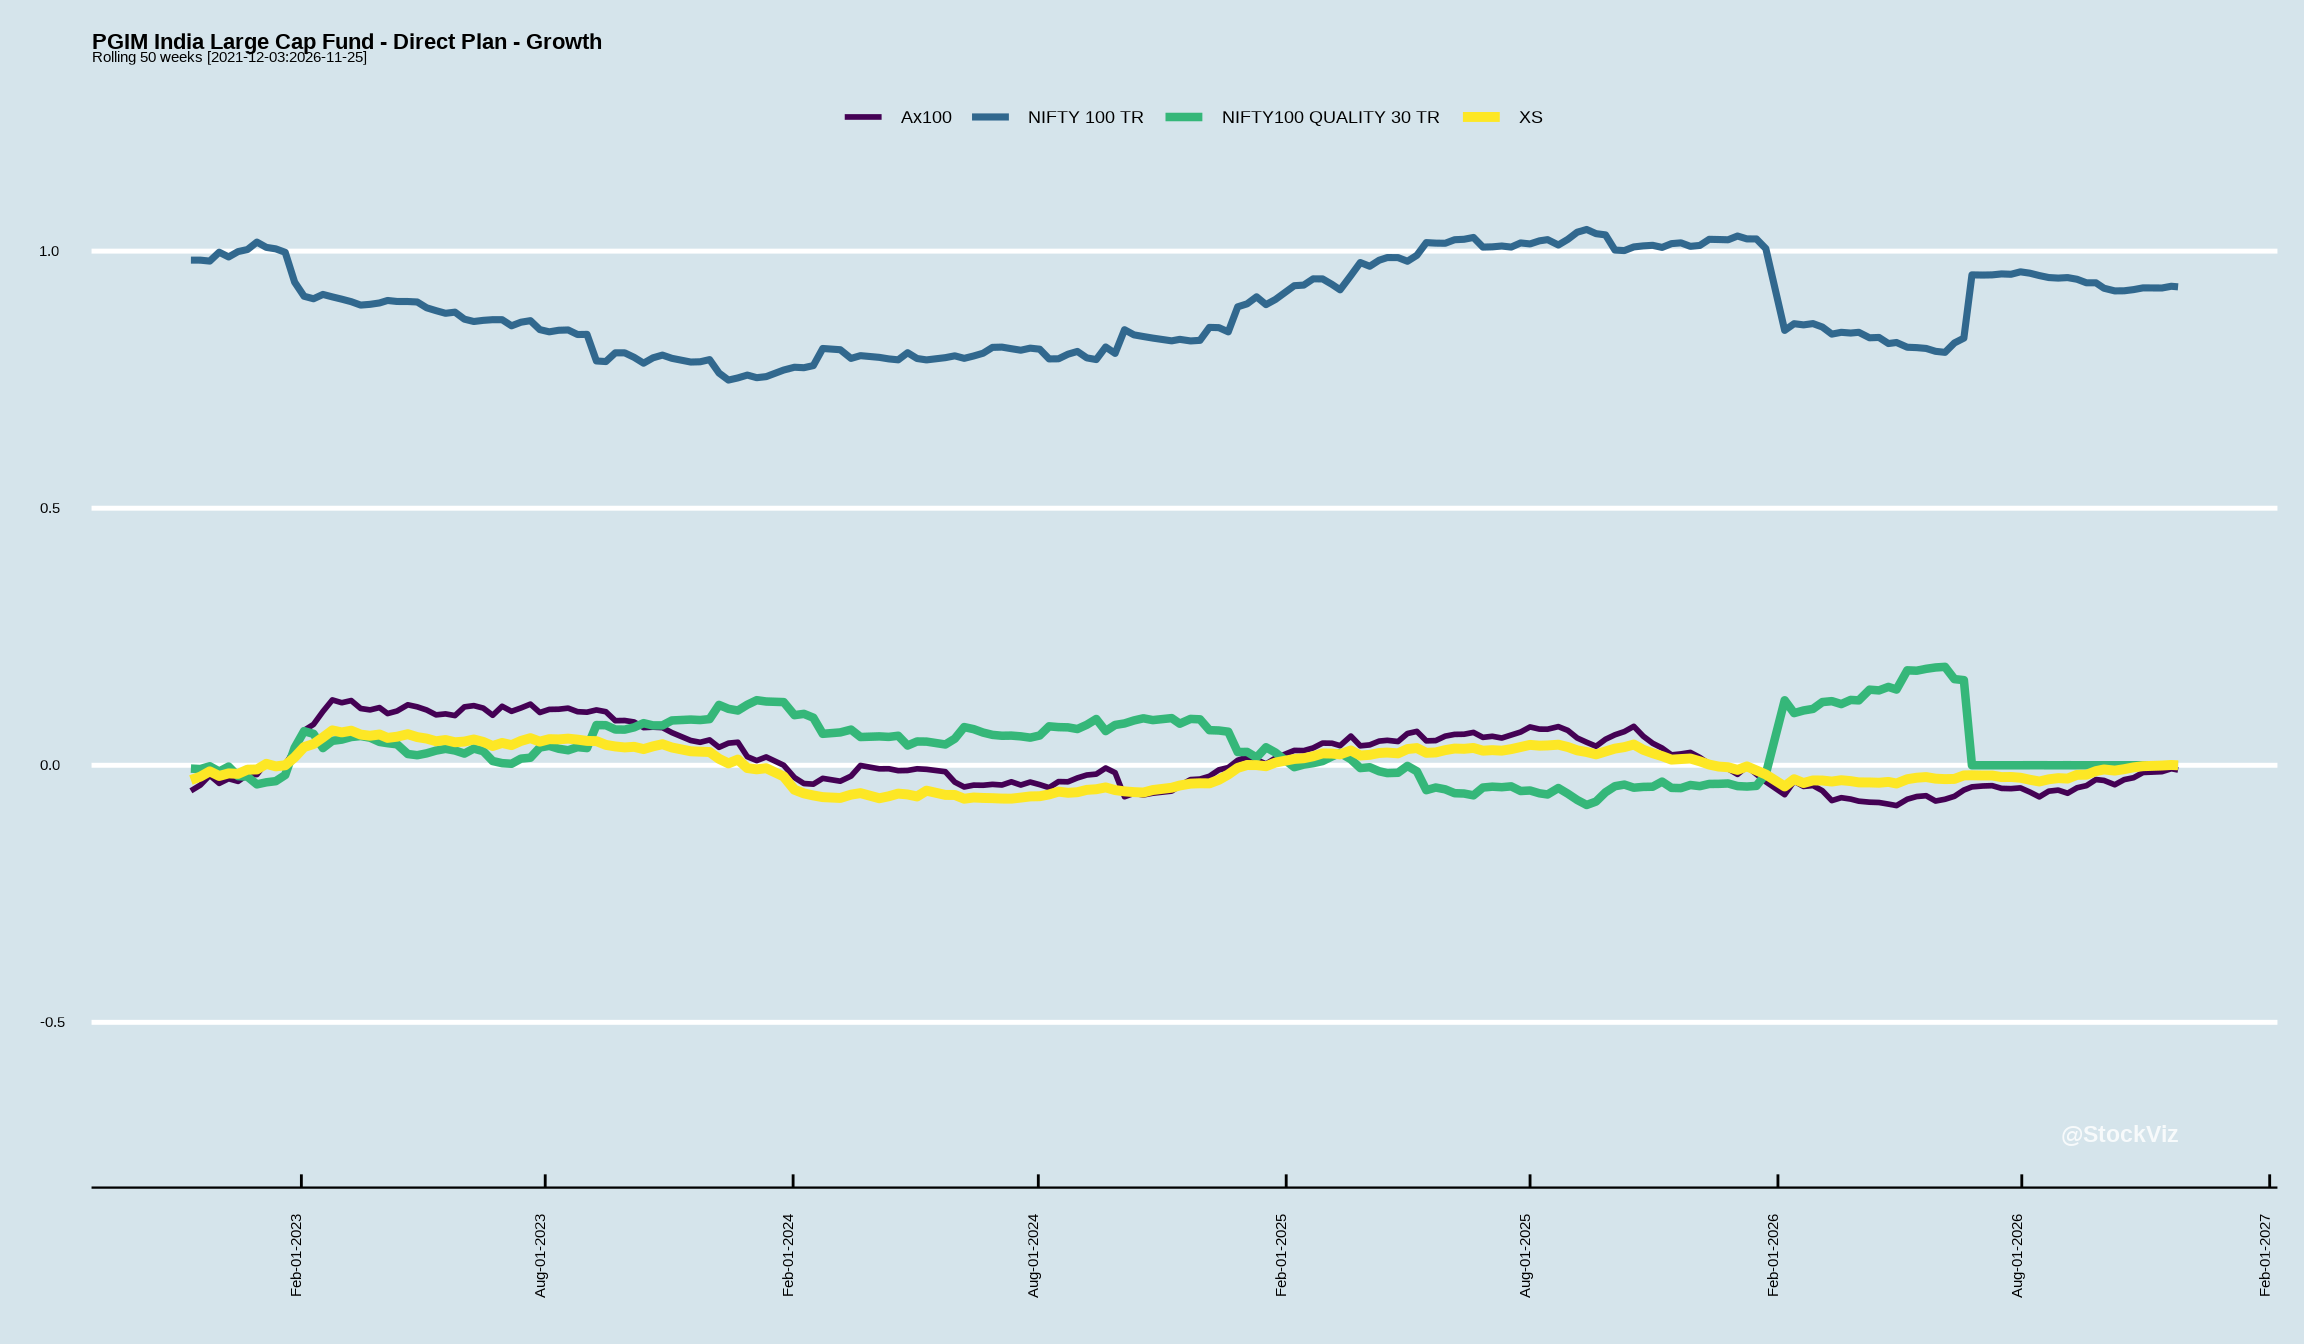 PGIM India Large Cap Fund - Direct Plan - Growth
Rolling 50 weeks [2021-12-03:2026-11-25]
Ax100 NIFTY 100 TR NIFTY100 QUALITY 30 TR XS
1.0
0.5
0.0
-0.5
@StockViz
Feb-01-2023
Aug-01-2023
Feb-01-2024
Aug-01-2024
Feb-01-2025
Aug-01-2025
Feb-01-2026
Aug-01-2026
Feb-01-2027